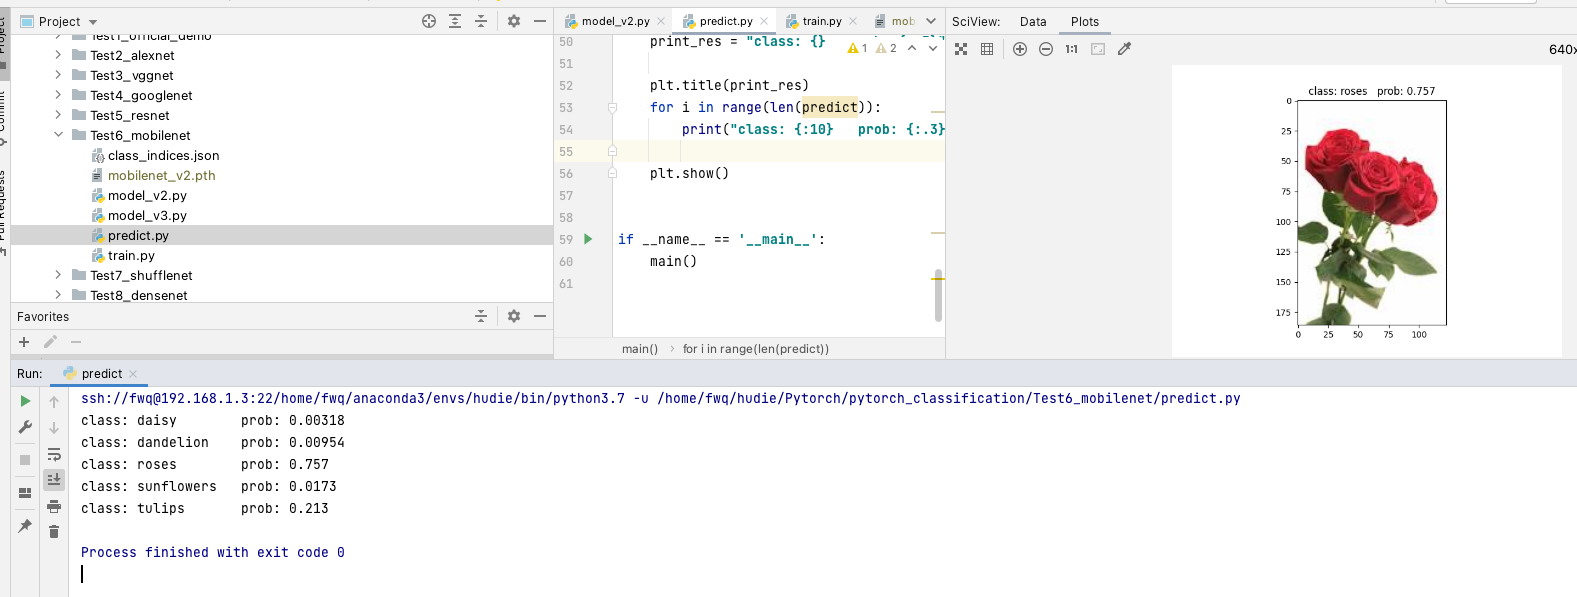 Project
Test1_official_demo
Test2_alexnet
Test3_vggnet
Test4_googlenet
Test5_resnet
Test6_mobilenet
class_indices.json
mobilenet_v2.pth
model_v2.py
model_v3.py
predict.py
train.py
Test7_shufflenet
Test8_densenet
Favorites
model_v2.py
predict.py
train.py
mob
50 print_res = "class: {}
1 2
51
52 plt.title(print_res)
53 for i in range(len(predict)):
54 print("class: {:10}   prob: {:.3}
55
56 plt.show()
57
58
59 if __name__ == '__main__':
60 main()
61
main() > for i in range(len(predict))
SciView: Data Plots
1:1
640x
class: roses   prob: 0.757
0
25
50
75
100
125
150
175
0 25 50 75 100
Project
Commit
Pull Requests
Run: predict
ssh://fwq@192.168.1.3:22/home/fwq/anaconda3/envs/hudie/bin/python3.7 -u /home/fwq/hudie/Pytorch/pytorch_classification/Test6_mobilenet/predict.py
class: daisy        prob: 0.00318
class: dandelion    prob: 0.00954
class: roses        prob: 0.757
class: sunflowers   prob: 0.0173
class: tulips       prob: 0.213
Process finished with exit code 0